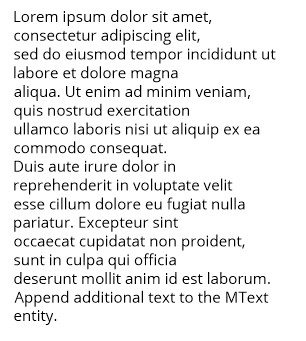 Lorem ipsum dolor sit amet,
consectetur adipiscing elit,
sed do eiusmod tempor incididunt ut
labore et dolore magna
aliqua. Ut enim ad minim veniam,
quis nostrud exercitation
ullamco laboris nisi ut aliquip ex ea
commodo consequat.
Duis aute irure dolor in
reprehenderit in voluptate velit
esse cillum dolore eu fugiat nulla
pariatur. Excepteur sint
occaecat cupidatat non proident,
sunt in culpa qui officia
deserunt mollit anim id est laborum.
Append additional text to the MText
entity.